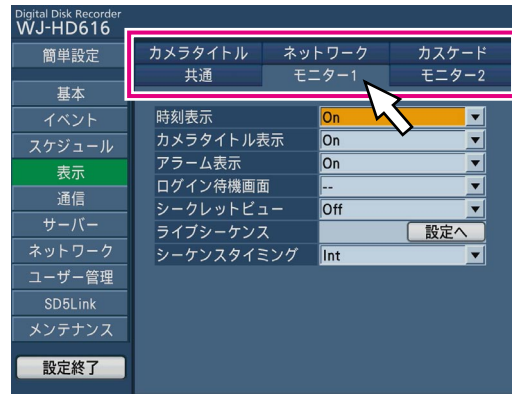 Digital Disk Recorder
WJ-HD616
簡単設定
基本
イベント
スケジュール
表示
通信
サーバー
ネットワーク
ユーザー管理
SD5Link
メンテナンス
設定終了
カメラタイトル ネットワーク カスケード
共通 モニター1 モニター2
時刻表示 On
カメラタイトル表示 On
アラーム表示 On
ログイン待機画面 --
シークレットビュー Off
ライブシーケンス 設定へ
シーケンスタイミング Int